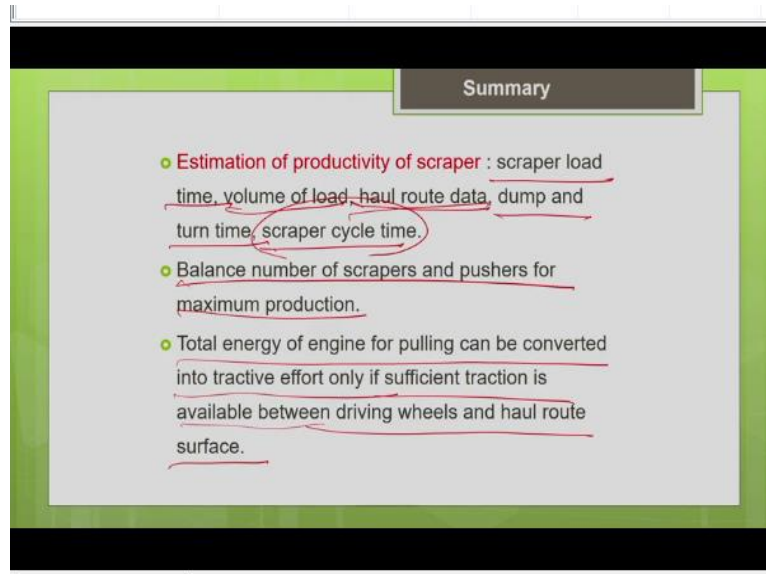 Summary
Estimation of productivity of scraper : scraper load
time, volume of load, haul route data, dump and
turn time, scraper cycle time.
Balance number of scrapers and pushers for
maximum production.
Total energy of engine for pulling can be converted
into tractive effort only if sufficient traction is
available between driving wheels and haul route
surface.